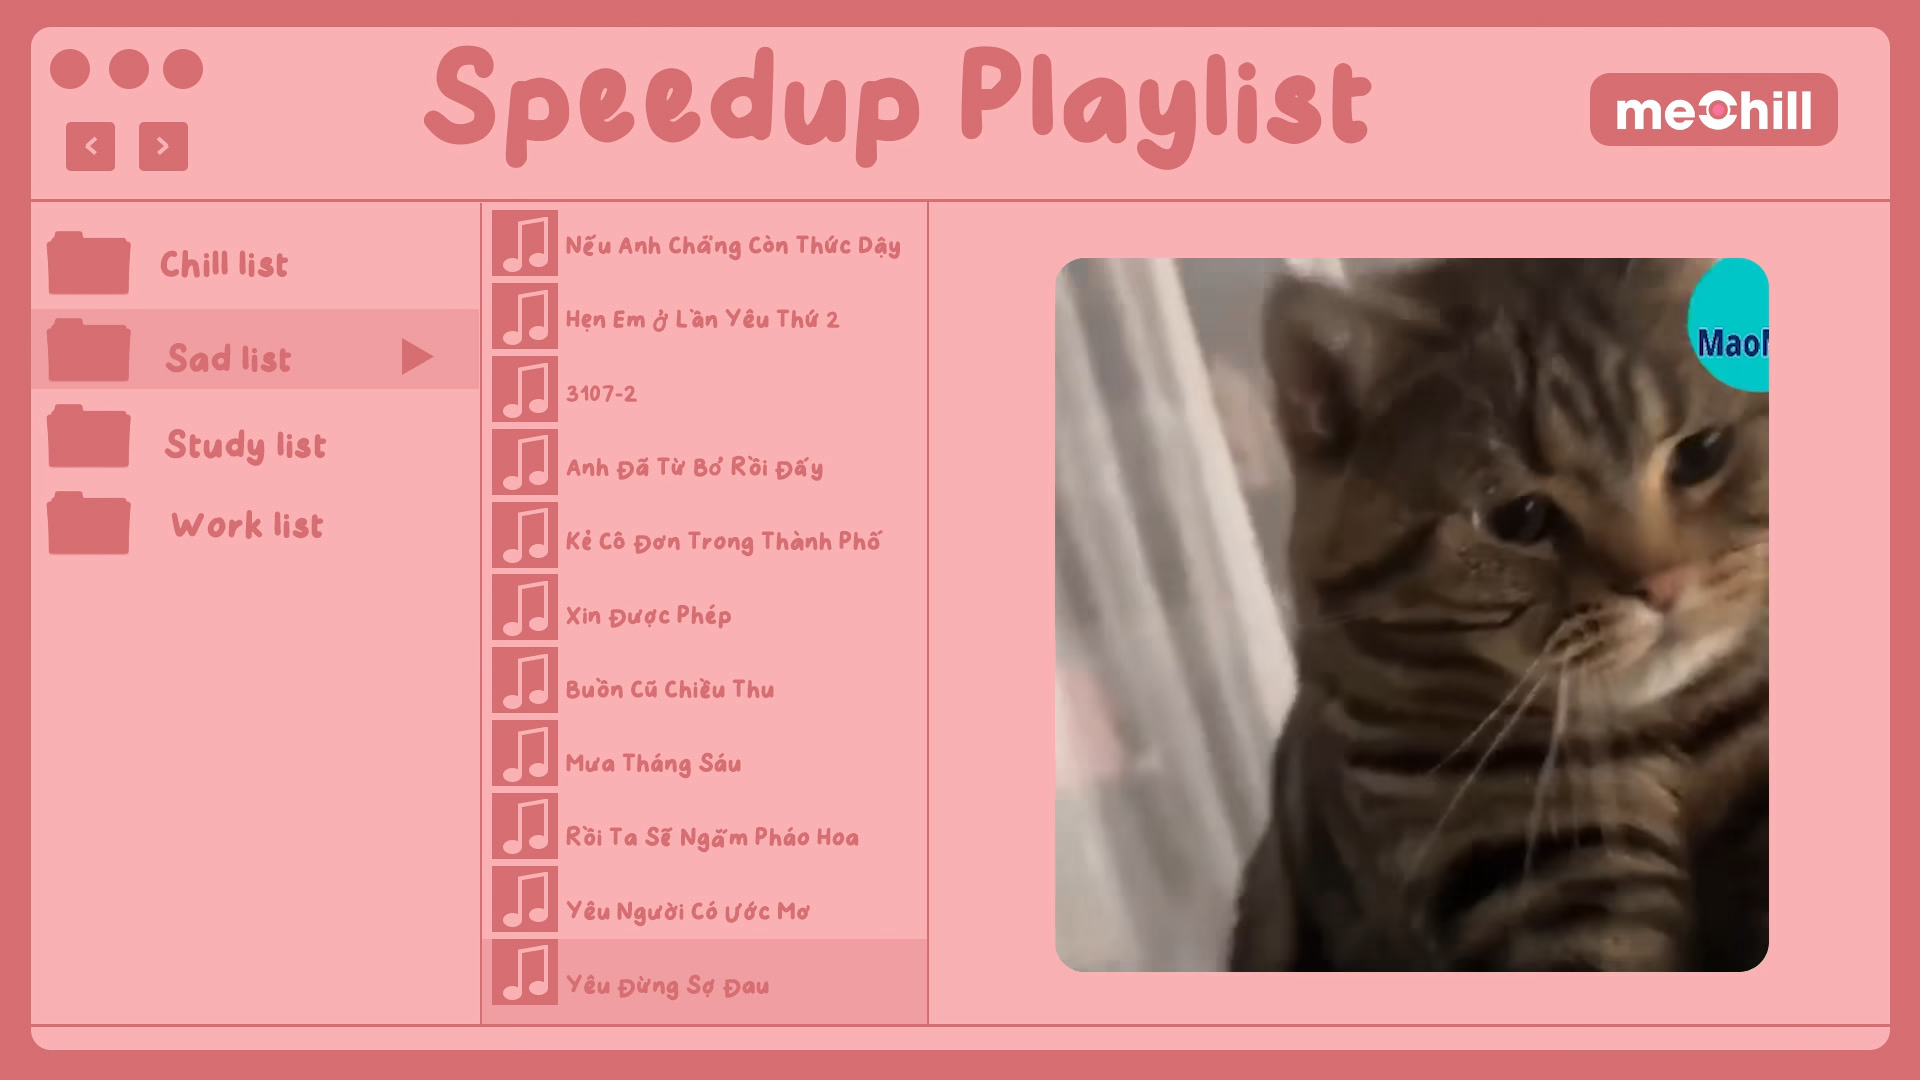 Speedup Playlist
mechill
Chill list
Sad list
Study list
Work list
Nếu Anh Chẳng Còn Thức Dậy
Hẹn Em Ở Lần Yêu Thứ 2
3107-2
Anh Đã Từ Bỏ Rồi Đấy
Kẻ Cô Đơn Trong Thành Phố
Xin Được Phép
Buồn Cũ Chiều Thu
Mưa Tháng Sáu
Rồi Ta Sẽ Ngắm Pháo Hoa
Yêu Người Có Ước Mơ
Yêu Đừng Sợ Đau